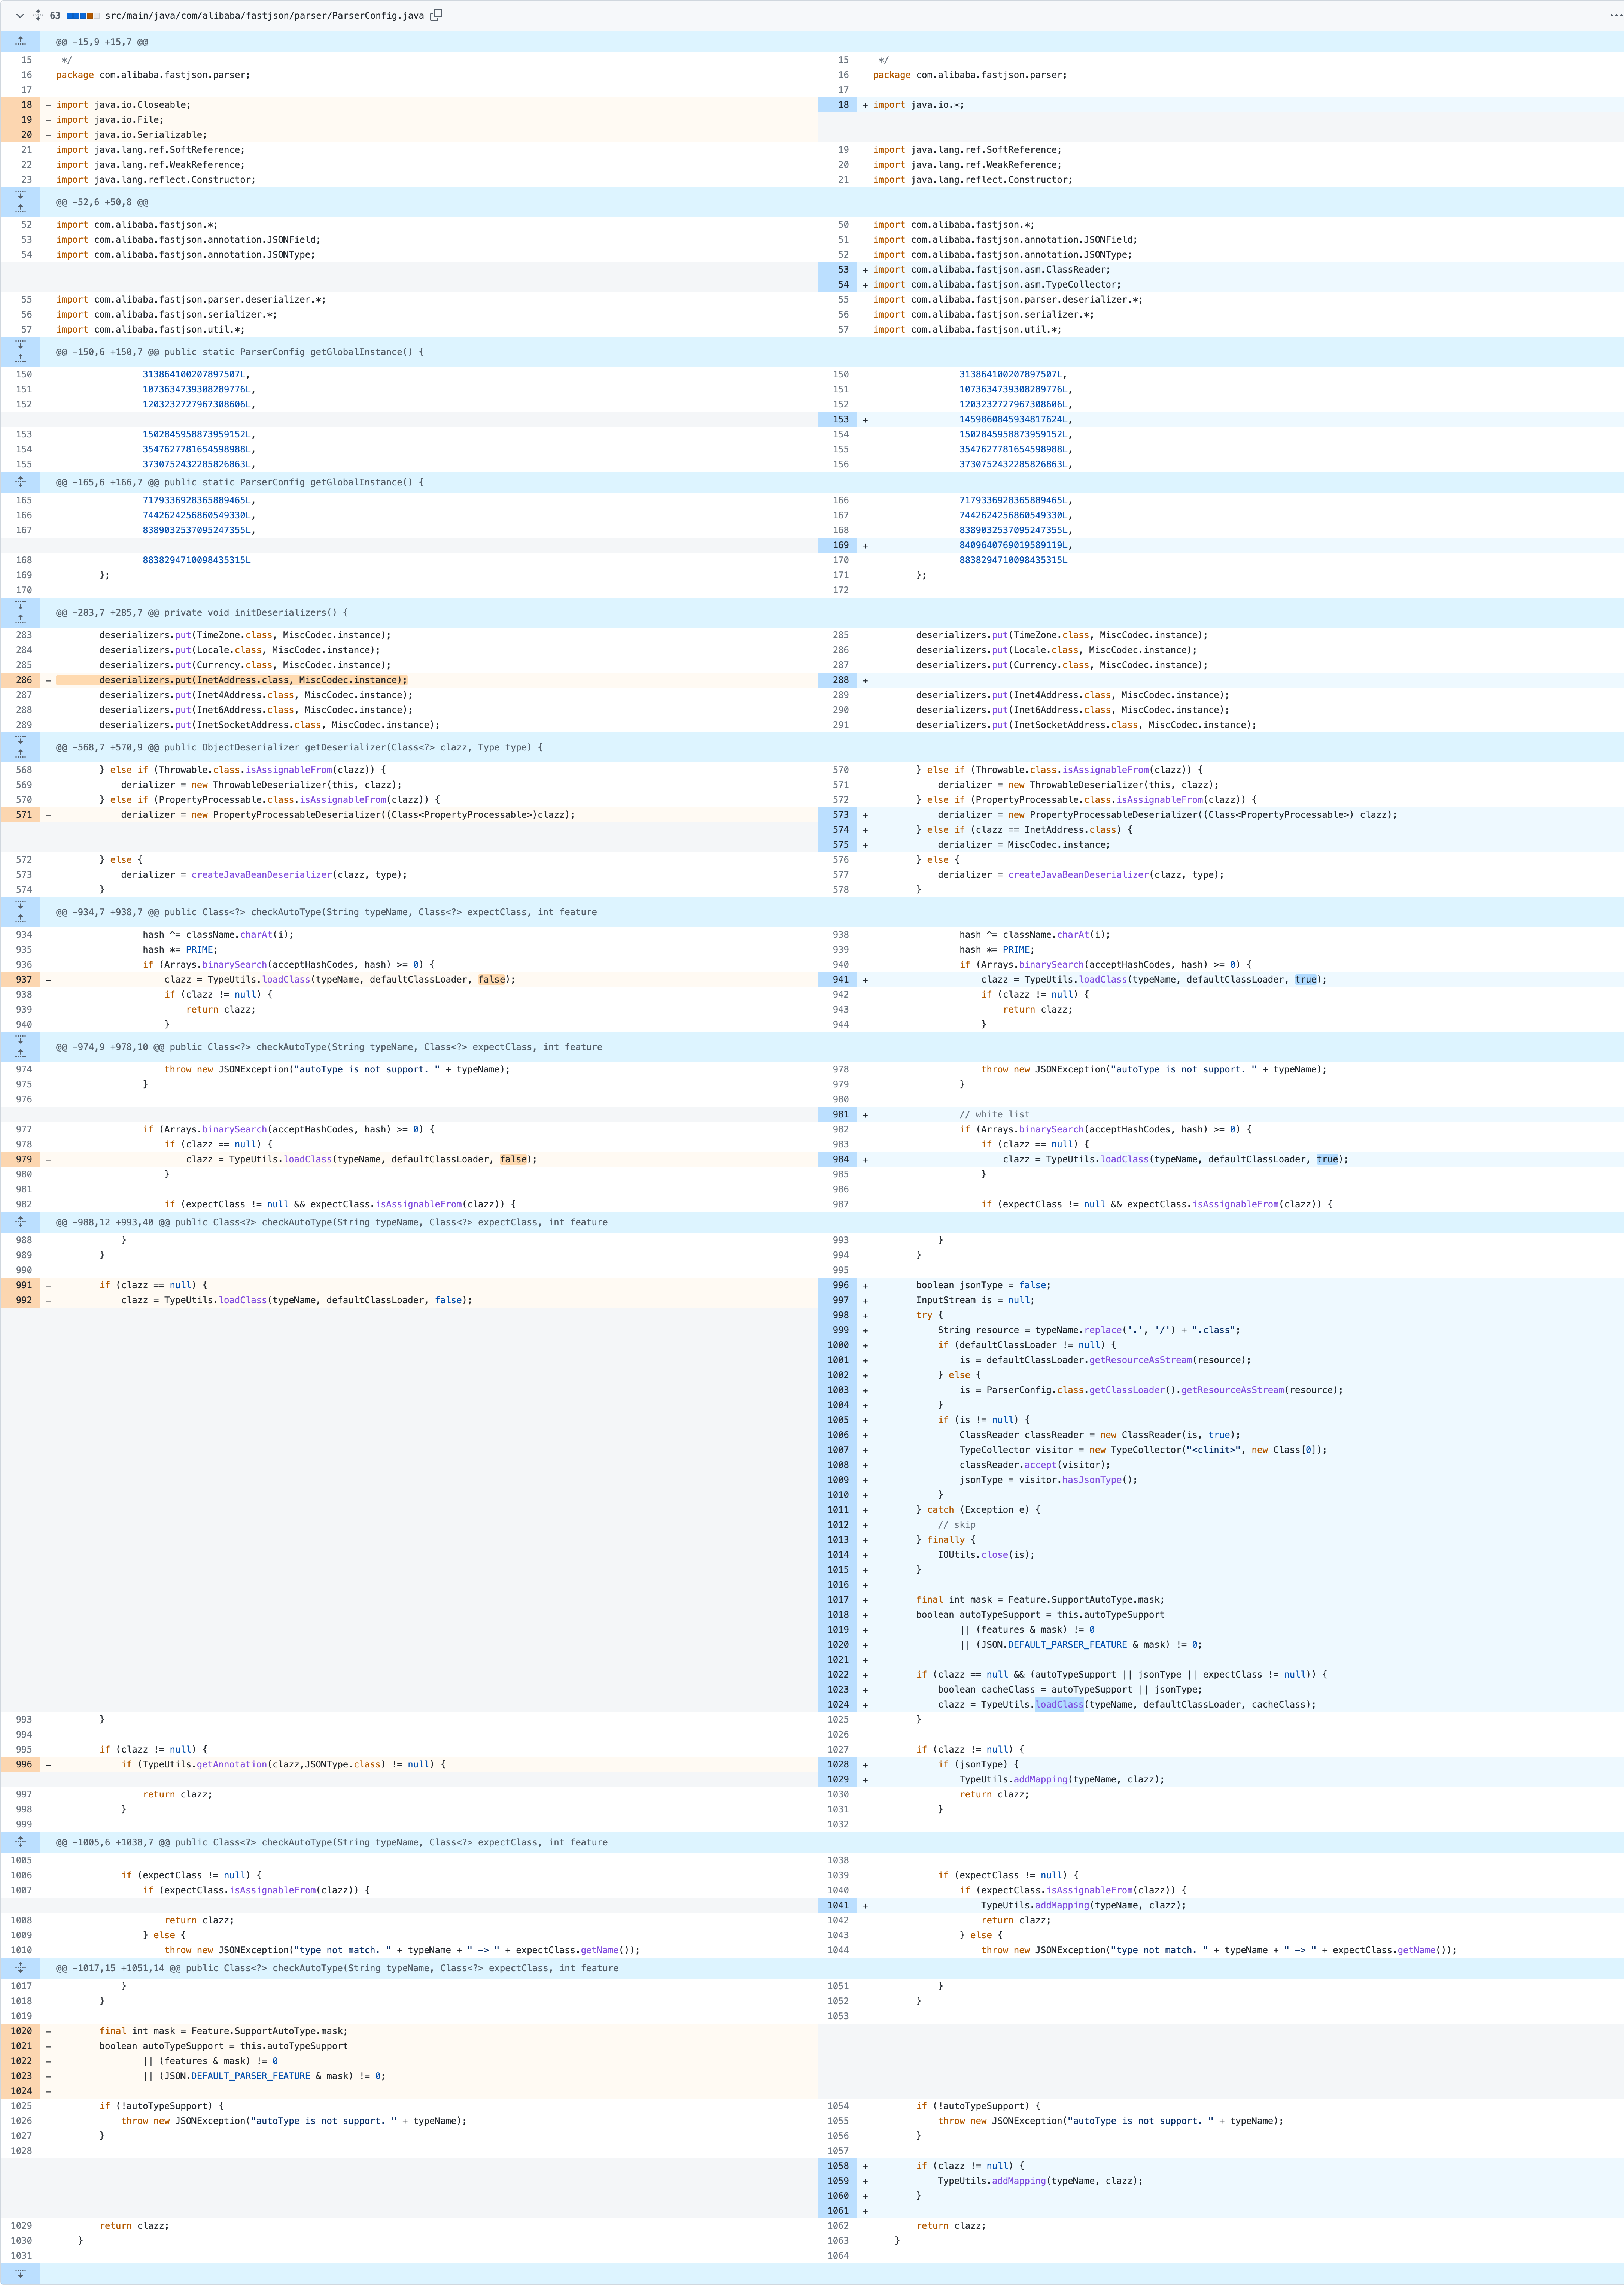 63 src/main/java/com/alibaba/fastjson/parser/ParserConfig.java
@@ -15,9 +15,7 @@
15 */
16 package com.alibaba.fastjson.parser;
17
18 - import java.io.Closeable;
19 - import java.io.File;
20 - import java.io.Serializable;
21 import java.lang.ref.SoftReference;
22 import java.lang.ref.WeakReference;
23 import java.lang.reflect.Constructor;
15 */
16 package com.alibaba.fastjson.parser;
17
18 + import java.io.*;
19 import java.lang.ref.SoftReference;
20 import java.lang.ref.WeakReference;
21 import java.lang.reflect.Constructor;
@@ -52,6 +50,8 @@
52 import com.alibaba.fastjson.*;
53 import com.alibaba.fastjson.annotation.JSONField;
54 import com.alibaba.fastjson.annotation.JSONType;
55 import com.alibaba.fastjson.parser.deserializer.*;
56 import com.alibaba.fastjson.serializer.*;
57 import com.alibaba.fastjson.util.*;
50 import com.alibaba.fastjson.*;
51 import com.alibaba.fastjson.annotation.JSONField;
52 import com.alibaba.fastjson.annotation.JSONType;
53 + import com.alibaba.fastjson.asm.ClassReader;
54 + import com.alibaba.fastjson.asm.TypeCollector;
55 import com.alibaba.fastjson.parser.deserializer.*;
56 import com.alibaba.fastjson.serializer.*;
57 import com.alibaba.fastjson.util.*;
@@ -150,6 +150,7 @@ public static ParserConfig getGlobalInstance() {
150 313864100207897507L,
151 1073634739308289776L,
152 1203232727967308606L,
153 1502845958873959152L,
154 3547627781654598988L,
155 3730752432285826863L,
150 313864100207897507L,
151 1073634739308289776L,
152 1203232727967308606L,
153 + 1459860845934817624L,
154 1502845958873959152L,
155 3547627781654598988L,
156 3730752432285826863L,
@@ -165,6 +166,7 @@ public static ParserConfig getGlobalInstance() {
165 7179336928365889465L,
166 7442624256860549330L,
167 8389032537095247355L,
168 8838294710098435315L
169 };
170
166 7179336928365889465L,
167 7442624256860549330L,
168 8389032537095247355L,
169 + 8409640769019589119L,
170 8838294710098435315L
171 };
172
@@ -283,7 +285,7 @@ private void initDeserializers() {
283 deserializers.put(TimeZone.class, MiscCodec.instance);
284 deserializers.put(Locale.class, MiscCodec.instance);
285 deserializers.put(Currency.class, MiscCodec.instance);
286 - deserializers.put(InetAddress.class, MiscCodec.instance);
287 deserializers.put(Inet4Address.class, MiscCodec.instance);
288 deserializers.put(Inet6Address.class, MiscCodec.instance);
289 deserializers.put(InetSocketAddress.class, MiscCodec.instance);
285 deserializers.put(TimeZone.class, MiscCodec.instance);
286 deserializers.put(Locale.class, MiscCodec.instance);
287 deserializers.put(Currency.class, MiscCodec.instance);
288 +
289 deserializers.put(Inet4Address.class, MiscCodec.instance);
290 deserializers.put(Inet6Address.class, MiscCodec.instance);
291 deserializers.put(InetSocketAddress.class, MiscCodec.instance);
@@ -568,7 +570,9 @@ public ObjectDeserializer getDeserializer(Class<?> clazz, Type type) {
568 } else if (Throwable.class.isAssignableFrom(clazz)) {
569 derializer = new ThrowableDeserializer(this, clazz);
570 } else if (PropertyProcessable.class.isAssignableFrom(clazz)) {
571 - derializer = new PropertyProcessableDeserializer((Class<PropertyProcessable>)clazz);
572 } else {
573 derializer = createJavaBeanDeserializer(clazz, type);
574 }
570 } else if (Throwable.class.isAssignableFrom(clazz)) {
571 derializer = new ThrowableDeserializer(this, clazz);
572 } else if (PropertyProcessable.class.isAssignableFrom(clazz)) {
573 + derializer = new PropertyProcessableDeserializer((Class<PropertyProcessable>) clazz);
574 + } else if (clazz == InetAddress.class) {
575 + derializer = MiscCodec.instance;
576 } else {
577 derializer = createJavaBeanDeserializer(clazz, type);
578 }
@@ -934,7 +938,7 @@ public Class<?> checkAutoType(String typeName, Class<?> expectClass, int feature
934 hash ^= className.charAt(i);
935 hash *= PRIME;
936 if (Arrays.binarySearch(acceptHashCodes, hash) >= 0) {
937 - clazz = TypeUtils.loadClass(typeName, defaultClassLoader, false);
938 if (clazz != null) {
939 return clazz;
940 }
938 hash ^= className.charAt(i);
939 hash *= PRIME;
940 if (Arrays.binarySearch(acceptHashCodes, hash) >= 0) {
941 + clazz = TypeUtils.loadClass(typeName, defaultClassLoader, true);
942 if (clazz != null) {
943 return clazz;
944 }
@@ -974,9 +978,10 @@ public Class<?> checkAutoType(String typeName, Class<?> expectClass, int feature
974 throw new JSONException("autoType is not support. " + typeName);
975 }
976
977 if (Arrays.binarySearch(acceptHashCodes, hash) >= 0) {
978 if (clazz == null) {
979 - clazz = TypeUtils.loadClass(typeName, defaultClassLoader, false);
980 }
981
982 if (expectClass != null && expectClass.isAssignableFrom(clazz)) {
978 throw new JSONException("autoType is not support. " + typeName);
979 }
980
981 + // white list
982 if (Arrays.binarySearch(acceptHashCodes, hash) >= 0) {
983 if (clazz == null) {
984 + clazz = TypeUtils.loadClass(typeName, defaultClassLoader, true);
985 }
986
987 if (expectClass != null && expectClass.isAssignableFrom(clazz)) {
@@ -988,12 +993,40 @@ public Class<?> checkAutoType(String typeName, Class<?> expectClass, int feature
988 }
989 }
990
991 - if (clazz == null) {
992 - clazz = TypeUtils.loadClass(typeName, defaultClassLoader, false);
993 }
994
995 if (clazz != null) {
996 - if (TypeUtils.getAnnotation(clazz,JSONType.class) != null) {
997 return clazz;
998 }
999
993 }
994 }
995
996 + boolean jsonType = false;
997 + InputStream is = null;
998 + try {
999 + String resource = typeName.replace('.', '/') + ".class";
1000 + if (defaultClassLoader != null) {
1001 + is = defaultClassLoader.getResourceAsStream(resource);
1002 + } else {
1003 + is = ParserConfig.class.getClassLoader().getResourceAsStream(resource);
1004 + }
1005 + if (is != null) {
1006 + ClassReader classReader = new ClassReader(is, true);
1007 + TypeCollector visitor = new TypeCollector("<clinit>", new Class[0]);
1008 + classReader.accept(visitor);
1009 + jsonType = visitor.hasJsonType();
1010 + }
1011 + } catch (Exception e) {
1012 + // skip
1013 + } finally {
1014 + IOUtils.close(is);
1015 + }
1016 +
1017 + final int mask = Feature.SupportAutoType.mask;
1018 + boolean autoTypeSupport = this.autoTypeSupport
1019 + || (features & mask) != 0
1020 + || (JSON.DEFAULT_PARSER_FEATURE & mask) != 0;
1021 +
1022 + if (clazz == null && (autoTypeSupport || jsonType || expectClass != null)) {
1023 + boolean cacheClass = autoTypeSupport || jsonType;
1024 + clazz = TypeUtils.loadClass(typeName, defaultClassLoader, cacheClass);
1025 }
1026
1027 if (clazz != null) {
1028 + if (jsonType) {
1029 + TypeUtils.addMapping(typeName, clazz);
1030 return clazz;
1031 }
1032
@@ -1005,6 +1038,7 @@ public Class<?> checkAutoType(String typeName, Class<?> expectClass, int feature
1005
1006 if (expectClass != null) {
1007 if (expectClass.isAssignableFrom(clazz)) {
1008 return clazz;
1009 } else {
1010 throw new JSONException("type not match. " + typeName + " -> " + expectClass.getName());
1038
1039 if (expectClass != null) {
1040 if (expectClass.isAssignableFrom(clazz)) {
1041 + TypeUtils.addMapping(typeName, clazz);
1042 return clazz;
1043 } else {
1044 throw new JSONException("type not match. " + typeName + " -> " + expectClass.getName());
@@ -1017,15 +1051,14 @@ public Class<?> checkAutoType(String typeName, Class<?> expectClass, int feature
1017 }
1018 }
1019
1020 - final int mask = Feature.SupportAutoType.mask;
1021 - boolean autoTypeSupport = this.autoTypeSupport
1022 - || (features & mask) != 0
1023 - || (JSON.DEFAULT_PARSER_FEATURE & mask) != 0;
1024 -
1025 if (!autoTypeSupport) {
1026 throw new JSONException("autoType is not support. " + typeName);
1027 }
1028
1029 return clazz;
1030 }
1031
1051 }
1052 }
1053
1054 if (!autoTypeSupport) {
1055 throw new JSONException("autoType is not support. " + typeName);
1056 }
1057
1058 + if (clazz != null) {
1059 + TypeUtils.addMapping(typeName, clazz);
1060 + }
1061 +
1062 return clazz;
1063 }
1064